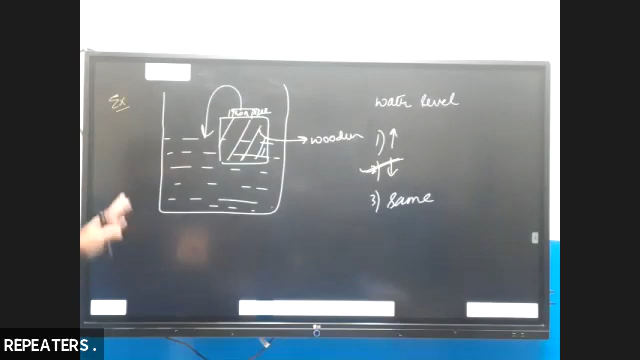 Ex
water level
wooden
1) ↑
↓
3) Same
REPEATERS.